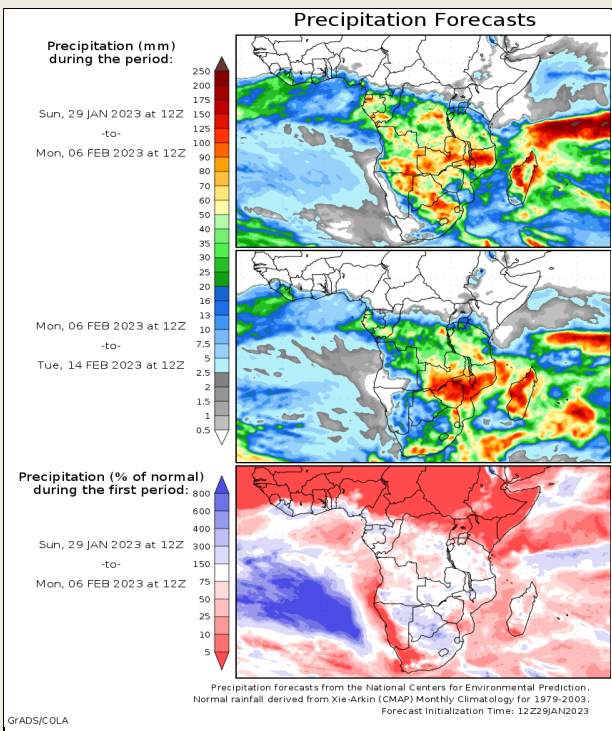 Precipitation Forecasts
Precipitation (mm)
during the period:
Sun, 29 JAN 2023 at 12Z
-to-
Mon, 06 FEB 2023 at 12Z
250
200
175
150
125
100
90
80
70
60
50
40
35
30
25
20
16
13
10
7.5
5
2.5
2
1.5
1
0.5
Mon, 06 FEB 2023 at 12Z
-to-
Tue, 14 FEB 2023 at 12Z
Precipitation (% of normal)
during the first period:
800
600
400
300
150
75
50
25
10
5
Sun, 29 JAN 2023 at 12Z
-to-
Mon, 06 FEB 2023 at 12Z
Precipitation forecasts from the National Centers for Environmental Prediction.
Normal rainfall derived from Xie-Arkin (CMAP) Monthly Climatology for 1979-2003.
Forecast Initialization Time: 12Z29JAN2023
GrADS/COLA